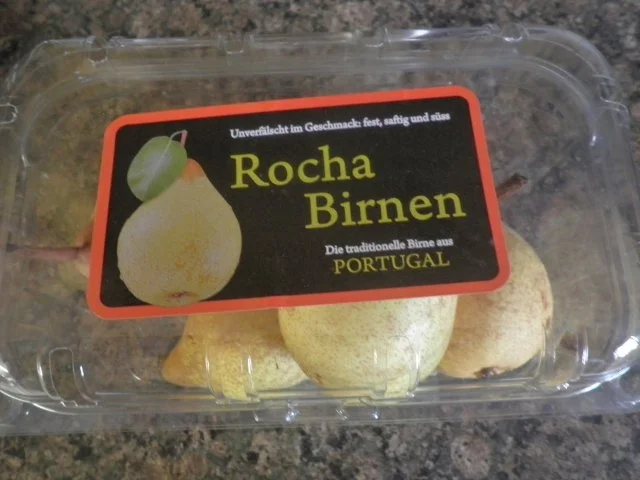 Unverfälscht im Geschmack: fest, saftig und süss
Rocha
Birnen
Die traditionelle Birne aus
PORTUGAL